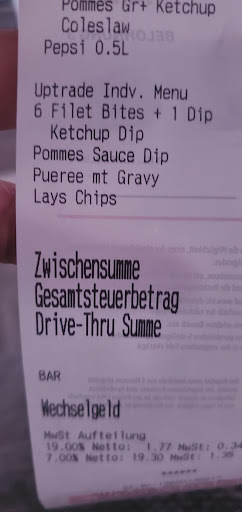 Pommes Gr+ Ketchup
Coleslaw
Pepsi 0.5L
Uptrade Indv. Menu
6 Filet Bites + 1 Dip
Ketchup Dip
Pommes Sauce Dip
Pueree mt Gravy
Lays Chips
Zwischensumme
Gesamtsteuerbetrag
Drive-Thru Summe
BAR
Wechselgeld
MwSt Aufteilung
19.00% Netto: 1.77 MwSt: 0.34
7.00% Netto: 19.30 MwSt: 1.35
******